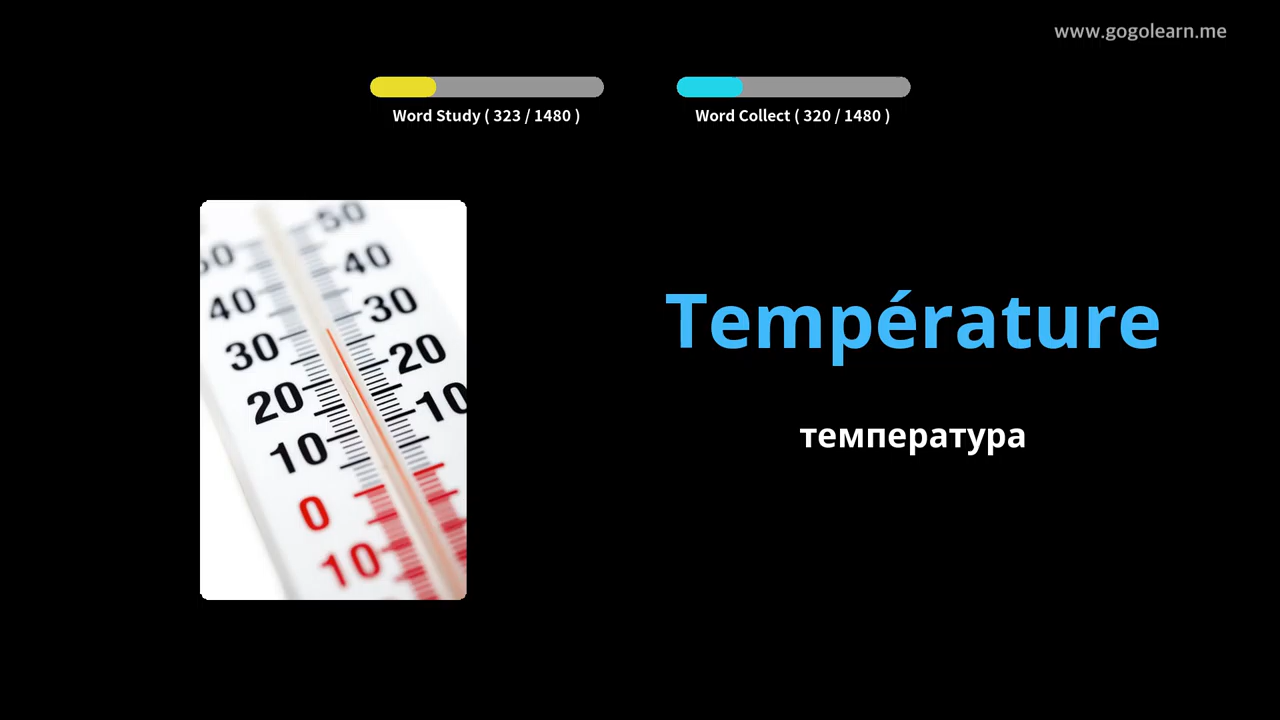 www.gogolearn.me
Word Study ( 323 / 1480 )
Word Collect ( 320 / 1480 )
50
40
40
30
30
20
20
10
10
0
10
Température
температура